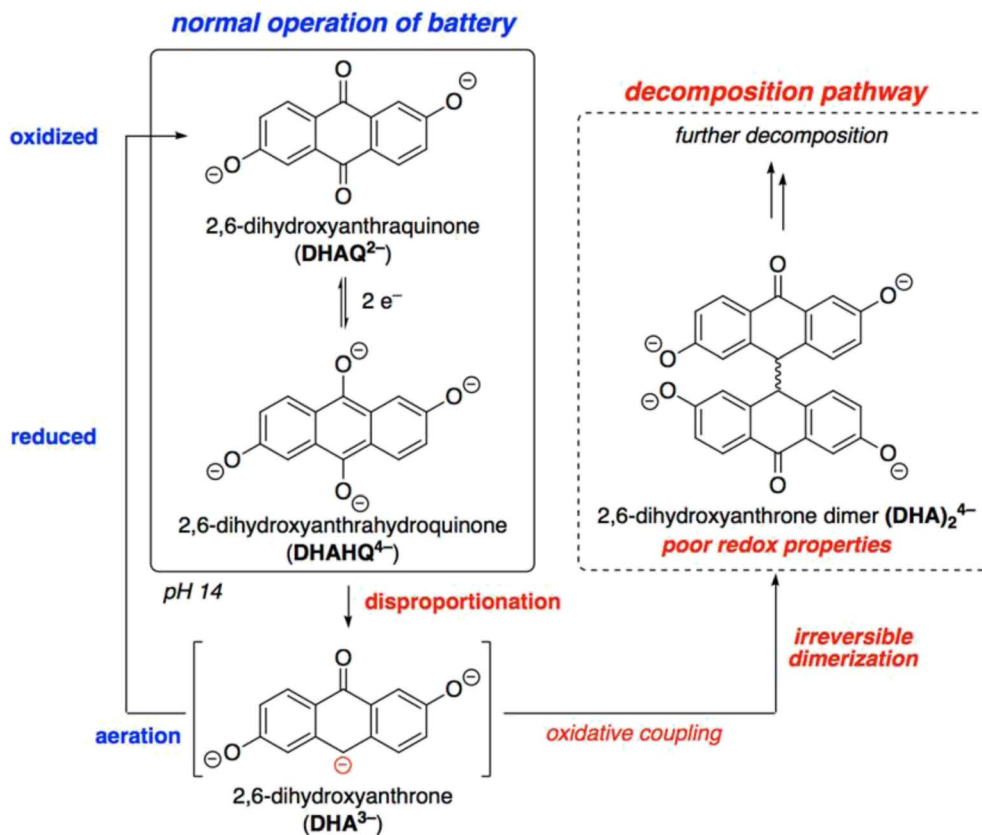 normal operation of battery
oxidized
O
O
O
⊖
⊖
O
2,6-dihydroxyanthraquinone
(DHAQ²⁻)
2 e⁻
reduced
O
⊖
O
⊖
⊖
O
O
⊖
2,6-dihydroxyanthrahydroquinone
(DHAHQ⁴⁻)
pH 14
disproportionation
O
O
⊖
⊖
O
⊖
aeration
2,6-dihydroxyanthrone
(DHA³⁻)
oxidative coupling
irreversible
dimerization
decomposition pathway
further decomposition
O
O
⊖
⊖
O
⊖
O
O
⊖
O
2,6-dihydroxyanthrone dimer (DHA)₂⁴⁻
poor redox properties